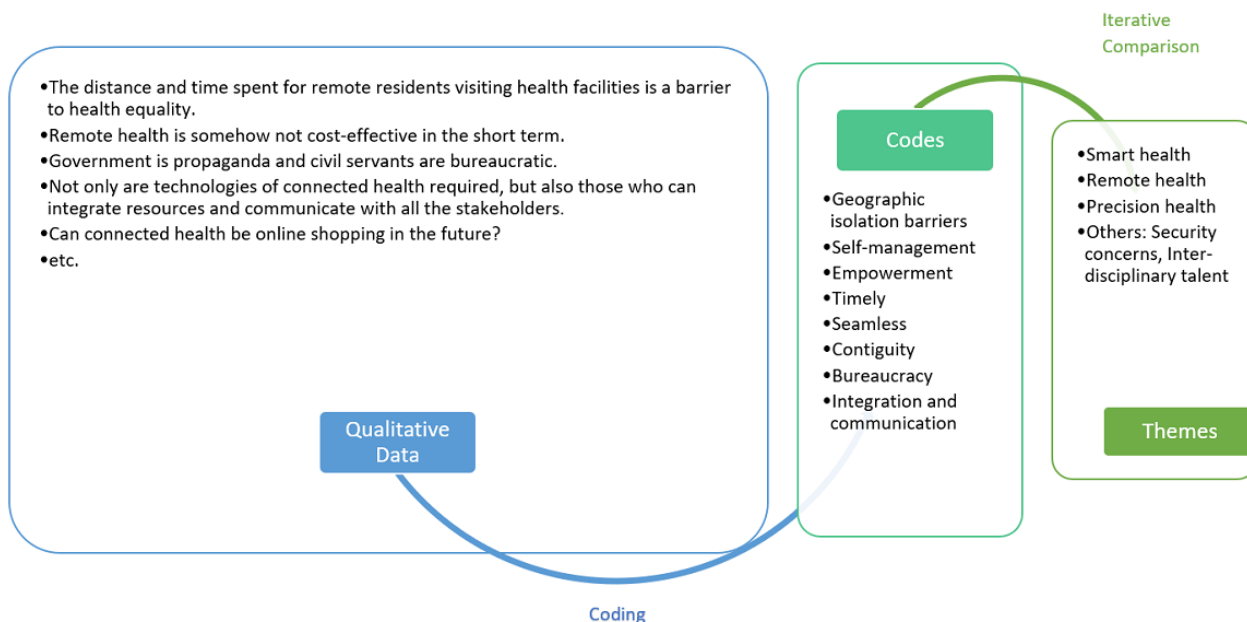 •The distance and time spent for remote residents visiting health facilities is a barrier
to health equality.
•Remote health is somehow not cost-effective in the short term.
•Government is propaganda and civil servants are bureaucratic.
•Not only are technologies of connected health required, but also those who can
integrate resources and communicate with all the stakeholders.
•Can connected health be online shopping in the future?
•etc.
Qualitative
Data
Coding
Codes
•Geographic
isolation barriers
•Self-management
•Empowerment
•Timely
•Seamless
•Contiguity
•Bureaucracy
•Integration and
communication
Iterative
Comparison
•Smart health
•Remote health
•Precision health
•Others: Security
concerns, Inter-
disciplinary talent
Themes